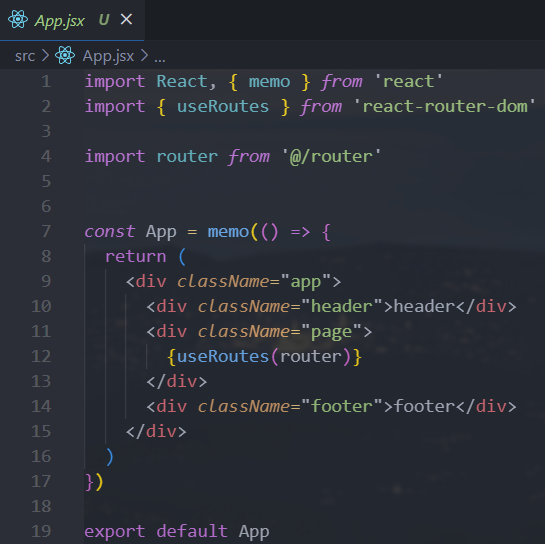 App.jsx U ×
src > App.jsx > ...
1 import React, { memo } from 'react'
2 import { useRoutes } from 'react-router-dom'
3
4 import router from '@/router'
5
6
7 const App = memo(() => {
8   return (
9     <div className="app">
10       <div className="header">header</div>
11       <div className="page">
12         {useRoutes(router)}
13       </div>
14       <div className="footer">footer</div>
15     </div>
16   )
17 })
18
19 export default App